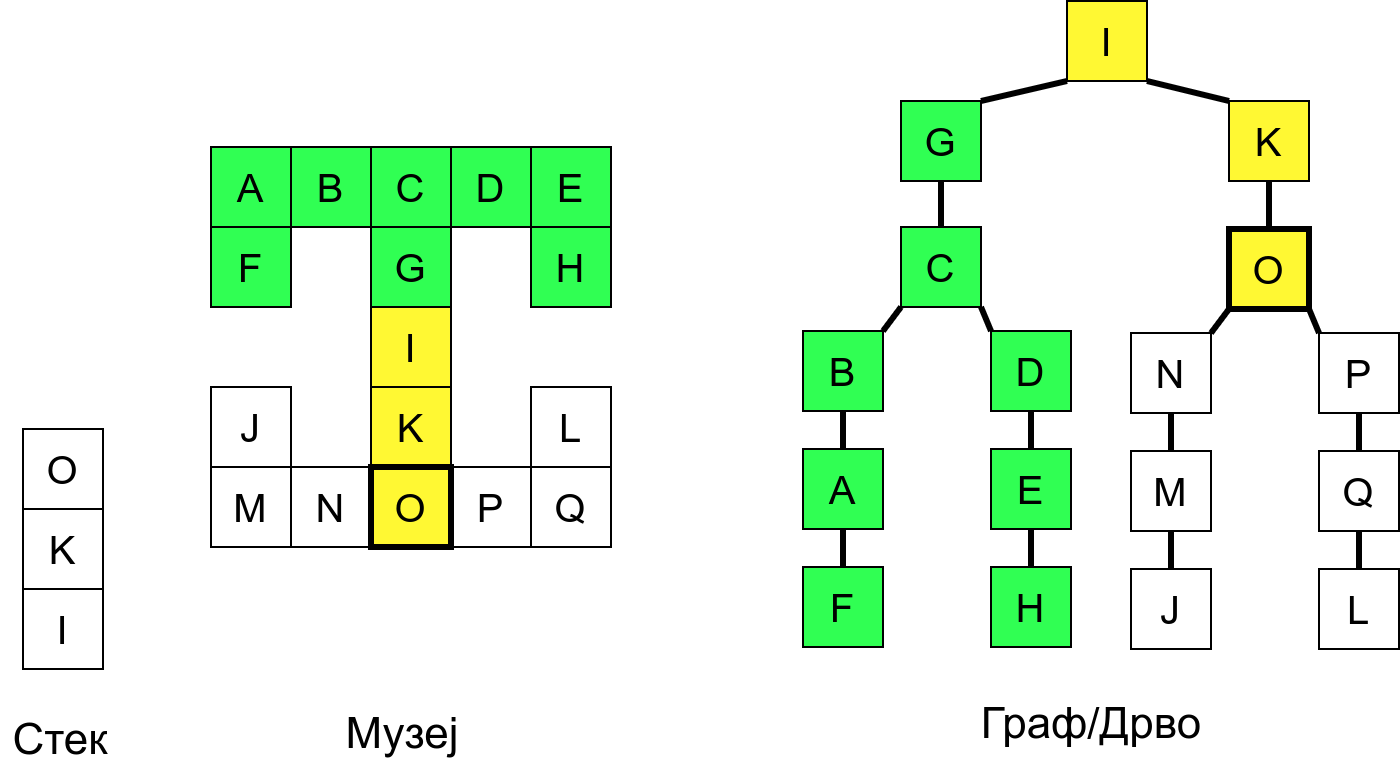 O
K
I
Стек
A B C D E
F G H
I
J K L
M N O P Q
Музеј
I
G K
C O
B D N P
A E M Q
F H J L
Граф/Дрво